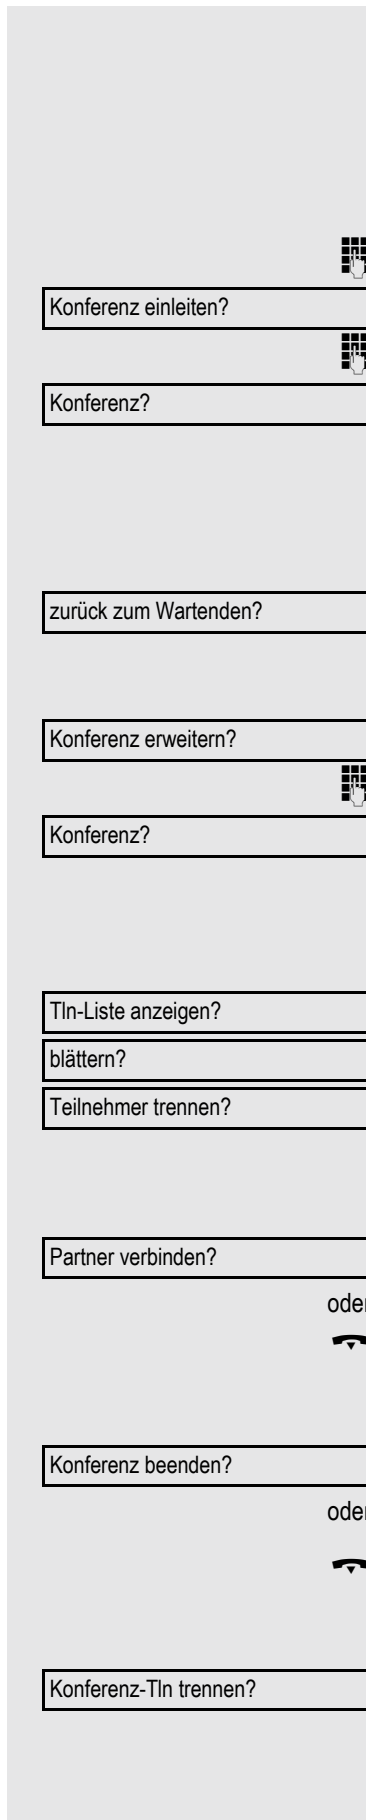 Konferenz einleiten?
Konferenz?
zurück zum Wartenden?
Konferenz erweitern?
Konferenz?
Tln-Liste anzeigen?
blättern?
Teilnehmer trennen?
Partner verbinden?
oder
Konferenz beenden?
oder
Konferenz-Tln trennen?